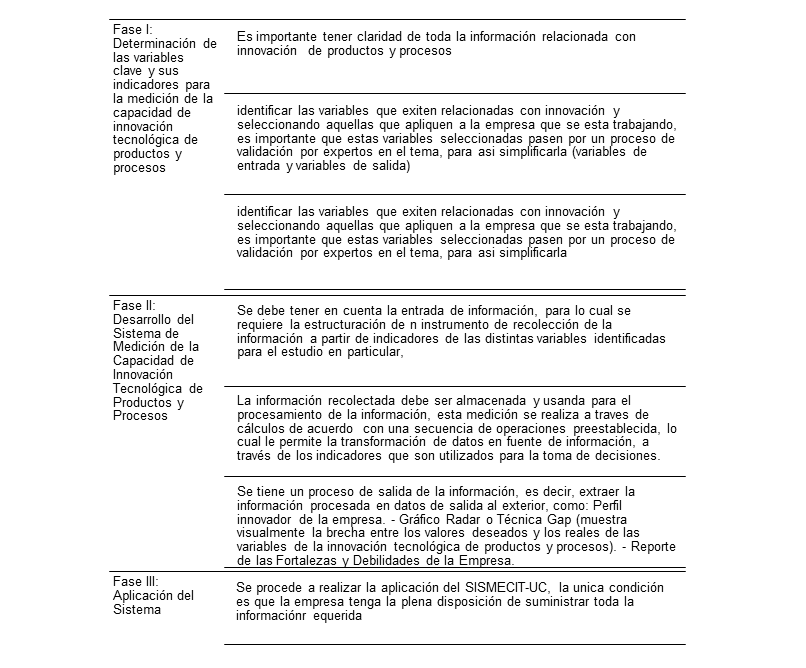 Fase I:
Determinación de
las variables
clave y sus
indicadores para
la medición de la
capacidad de
innovación
tecnológica de
productos y
procesos
Es importante tener claridad de toda la información relacionada con
innovación de productos y procesos
identificar las variables que exiten relacionadas con innovación y
seleccionando aquellas que apliquen a la empresa que se esta trabajando,
es importante que estas variables seleccionadas pasen por un proceso de
validación por expertos en el tema, para asi simplificarla (variables de
entrada y variables de salida)
identificar las variables que exiten relacionadas con innovación y
seleccionando aquellas que apliquen a la empresa que se esta trabajando,
es importante que estas variables seleccionadas pasen por un proceso de
validación por expertos en el tema, para asi simplificarla
Fase II:
Desarrollo del
Sistema de
Medición de la
Capacidad de
Innovación
Tecnológica de
Productos y
Procesos
Se debe tener en cuenta la entrada de información, para lo cual se
requiere la estructuración de n instrumento de recolección de la
información a partir de indicadores de las distintas variables identificadas
para el estudio en particular,
La información recolectada debe ser almacenada y usanda para el
procesamiento de la información, esta medición se realiza a traves de
cálculos de acuerdo con una secuencia de operaciones preestablecida, lo
cual le permite la transformación de datos en fuente de información, a
través de los indicadores que son utilizados para la toma de decisiones.
Se tiene un proceso de salida de la información, es decir, extraer la
información procesada en datos de salida al exterior, como: Perfil
innovador de la empresa. - Gráfico Radar o Técnica Gap (muestra
visualmente la brecha entre los valores deseados y los reales de las
variables de la innovación tecnológica de productos y procesos). - Reporte
de las Fortalezas y Debilidades de la Empresa.
Fase III:
Aplicación del
Sistema
Se procede a realizar la aplicación del SISMECIT-UC, la unica condición
es que la empresa tenga la plena disposición de suministrar toda la
informaciónr equerida